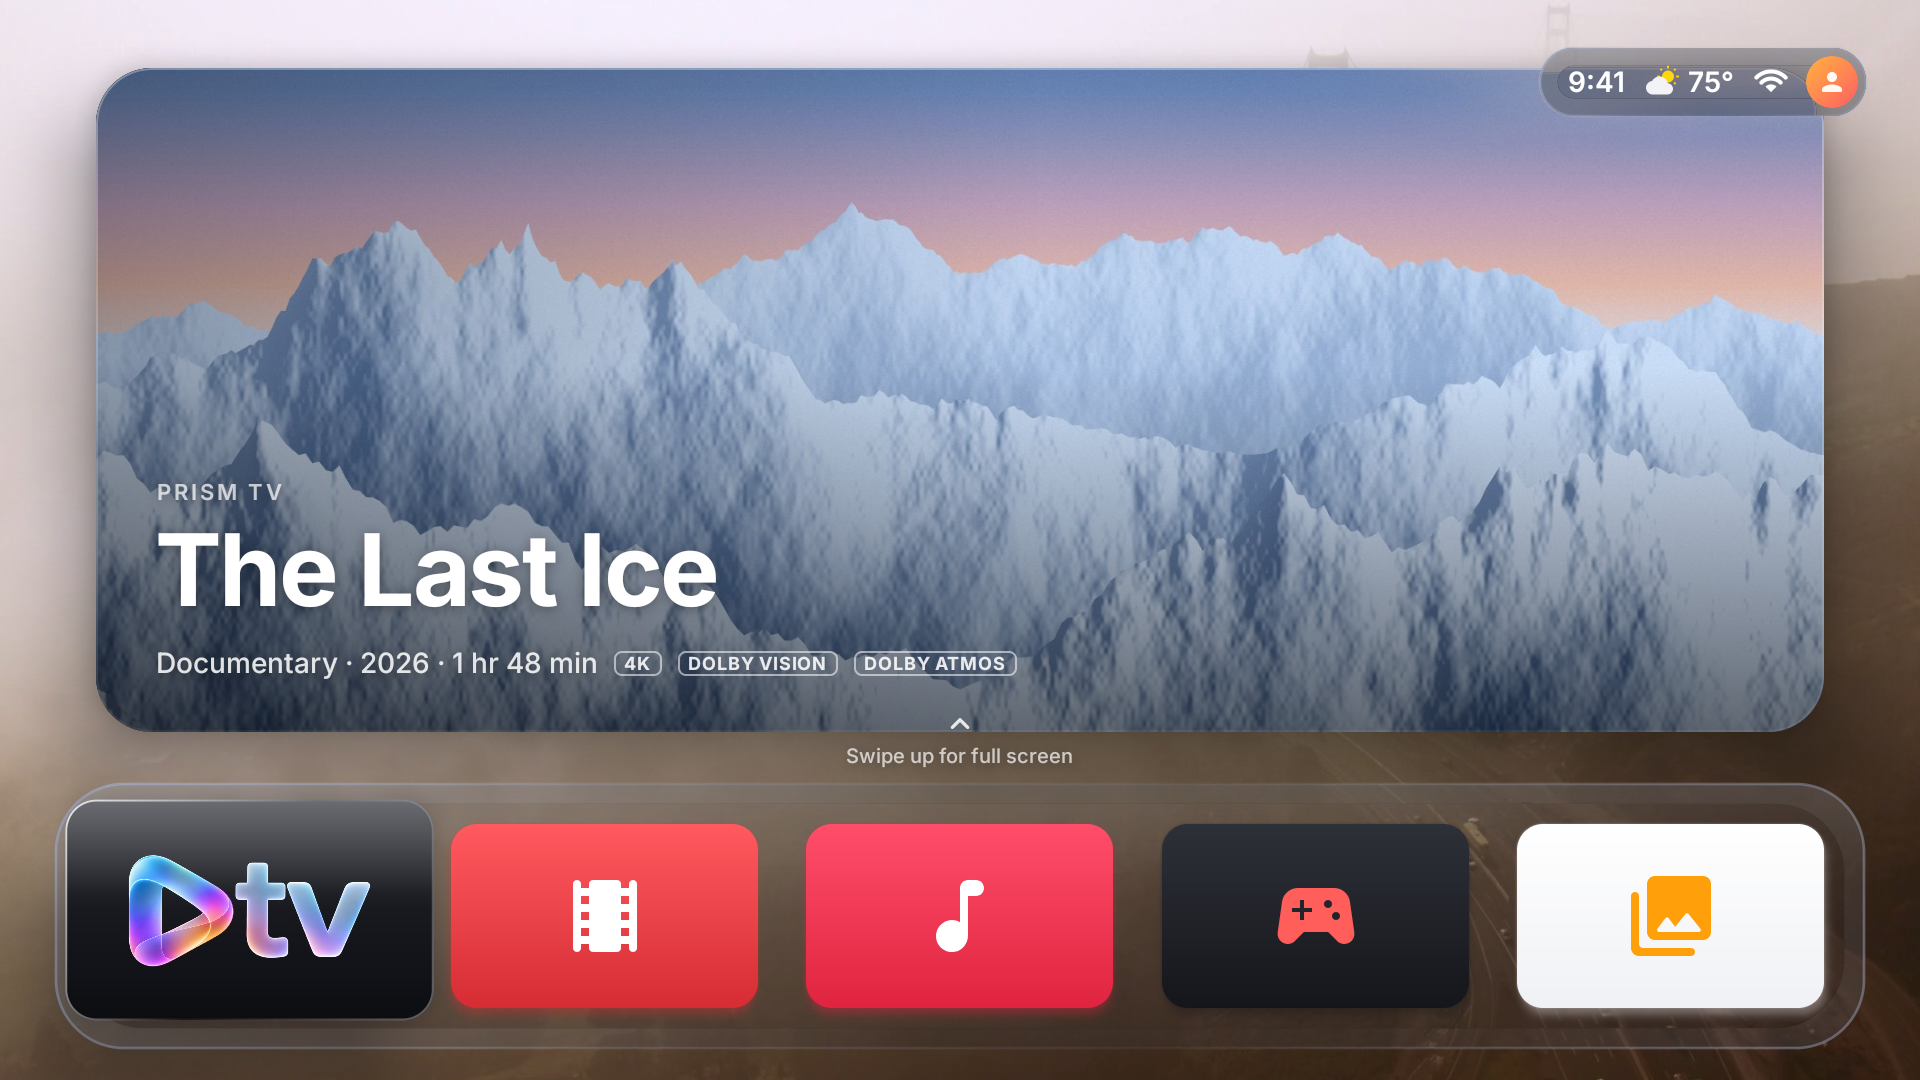 9:41 75°
PRISM TV
The Last Ice
Documentary · 2026 · 1 hr 48 min 4K DOLBY VISION DOLBY ATMOS
Swipe up for full screen
tv